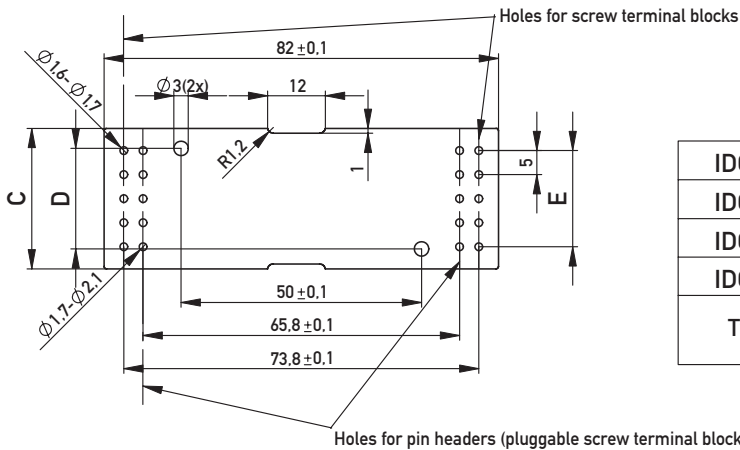 Holes for screw terminal blocks
82 ±0,1
Ø1,6- Ø1,7
Ø3(2x)
12
R1,2
1
5
C
D
E
Ø1,7-Ø2,1
50 ±0,1
65,8 ±0,1
73,8 ±0,1
Holes for pin headers (pluggable screw terminal block